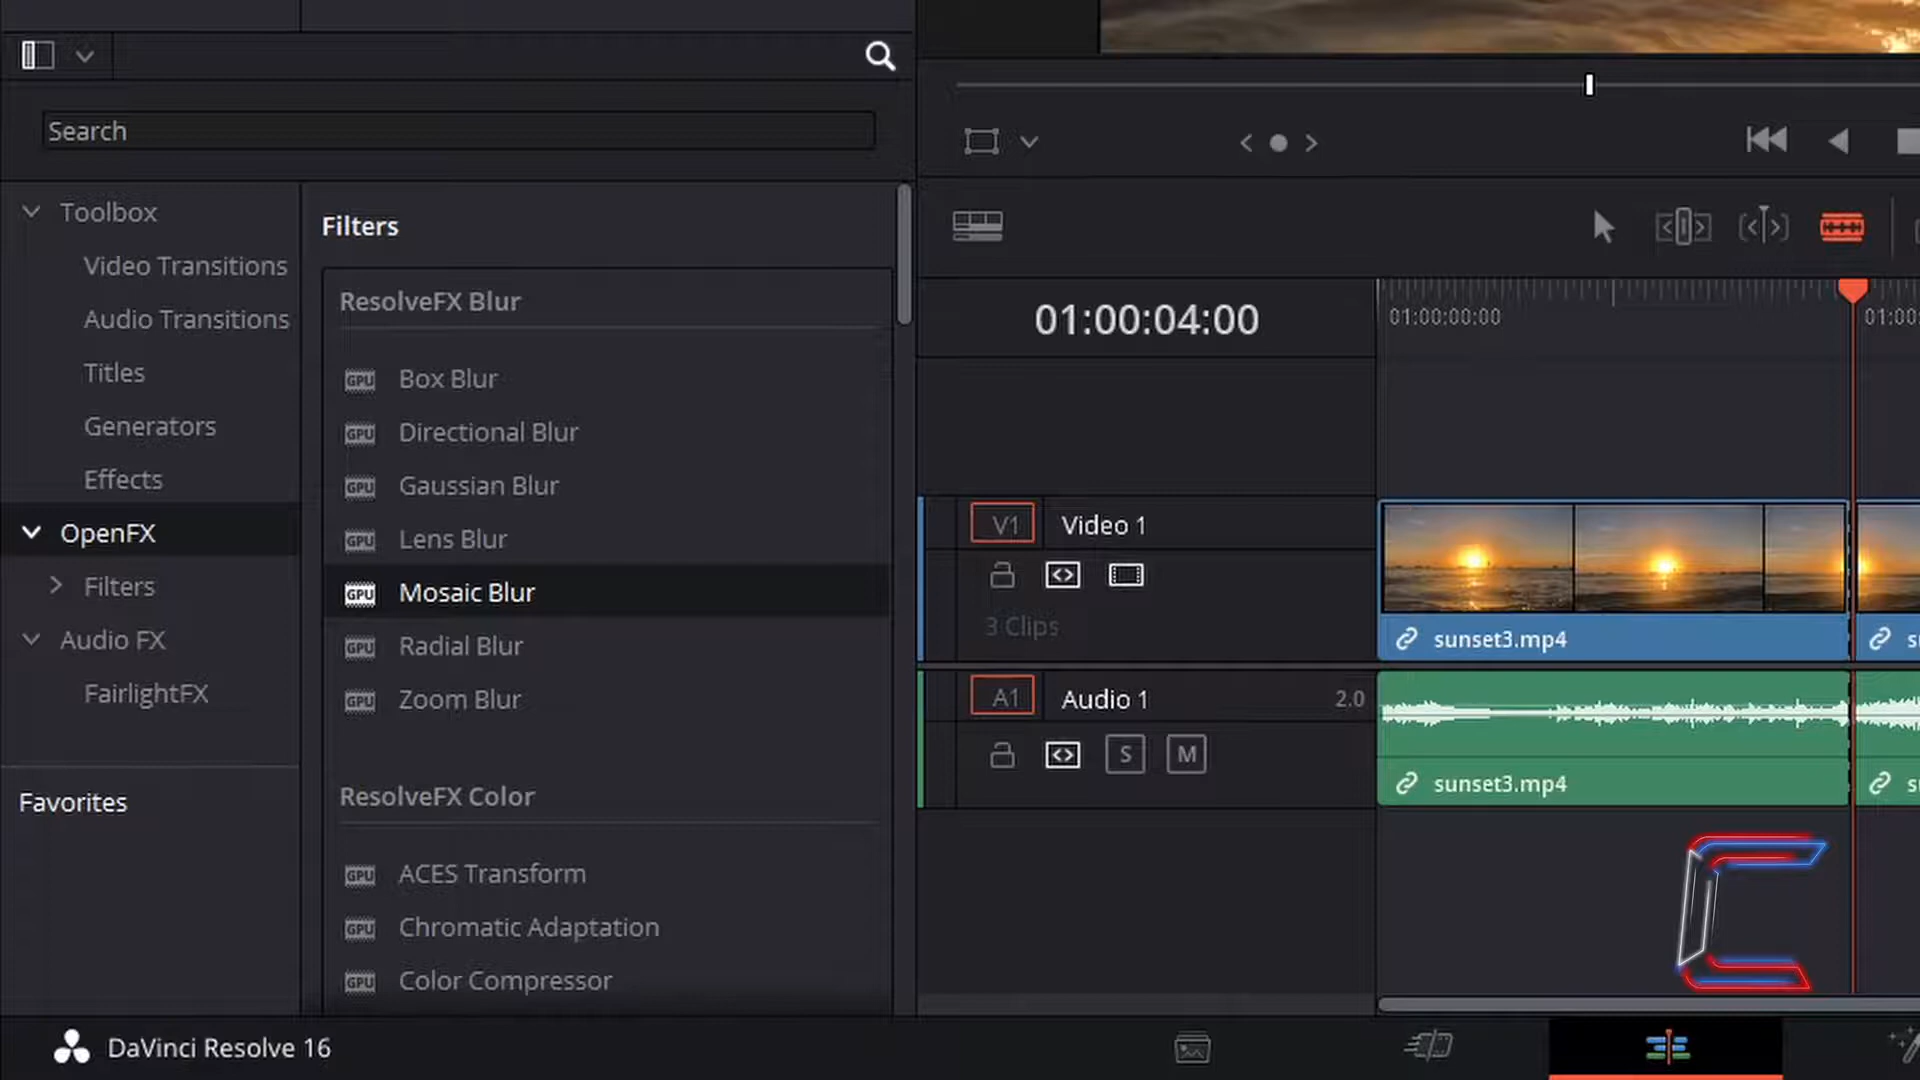 Search
Toolbox
Video Transitions
Audio Transitions
Titles
Generators
Effects
OpenFX
Filters
Audio FX
FairlightFX
Favorites
Filters
ResolveFX Blur
GPU Box Blur
GPU Directional Blur
GPU Gaussian Blur
GPU Lens Blur
GPU Mosaic Blur
GPU Radial Blur
GPU Zoom Blur
ResolveFX Color
GPU ACES Transform
GPU Chromatic Adaptation
GPU Color Compressor
01:00:04:00
01:00:00:00
V1 Video 1
3 Clips
sunset3.mp4
A1 Audio 1 2.0
S M
sunset3.mp4
DaVinci Resolve 16